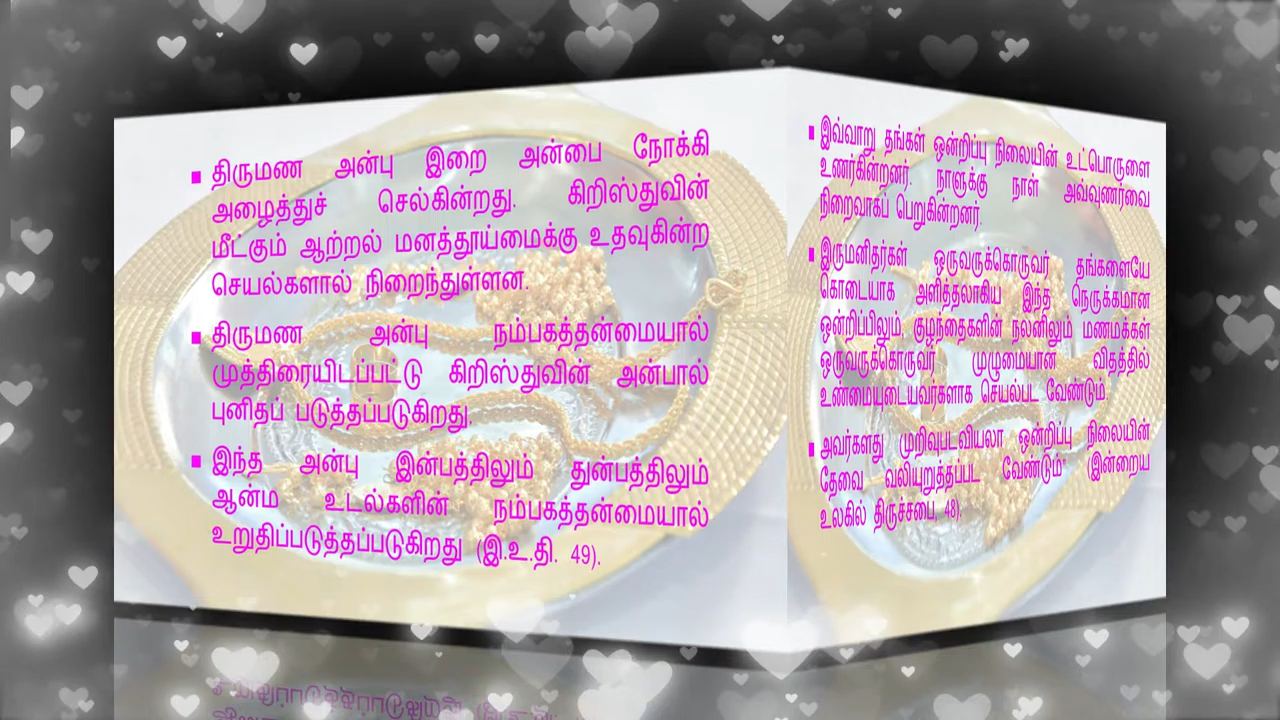 ▪ திருமண அன்பு இறை அன்பை நோக்கி
அழைத்துச் செல்கின்றது. கிறிஸ்துவின்
மீட்கும் ஆற்றல் மனத்தூய்மைக்கு உதவுகின்ற
செயல்களால் நிறைந்துள்ளன.
▪ திருமண அன்பு நம்பகத்தன்மையால்
முத்திரையிடப்பட்டு கிறிஸ்துவின் அன்பால்
புனிதப் படுத்தப்படுகிறது.
▪ இந்த அன்பு இன்பத்திலும் துன்பத்திலும்
ஆன்ம உடல்களின் நம்பகத்தன்மையால்
உறுதிப்படுத்தப்படுகிறது (இ.உ.தி. 49).
▪ இவ்வாறு தங்கள் ஒன்றிப்பு நிலையின் உட்பொருளை
உணர்கின்றனர். நாளுக்கு நாள் அவ்வுணர்வை
நிறைவாகப் பெறுகின்றனர்.
▪ இருமனிதர்கள் ஒருவருக்கொருவர் தங்களையே
கொடையாக அளித்தலாகிய இந்த நெருக்கமான
ஒன்றிப்பிலும், குழந்தைகளின் நலனிலும் மணமக்கள்
ஒருவருக்கொருவர் முழுமையான விதத்தில்
உண்மையுடையவர்களாக செயல்பட வேண்டும்.
▪ அவர்களது முறிவுபடவியலா ஒன்றிப்பு நிலையின்
தேவை வலியுறுத்தப்பட வேண்டும்" (இன்றைய
உலகில் திருச்சபை, 48).